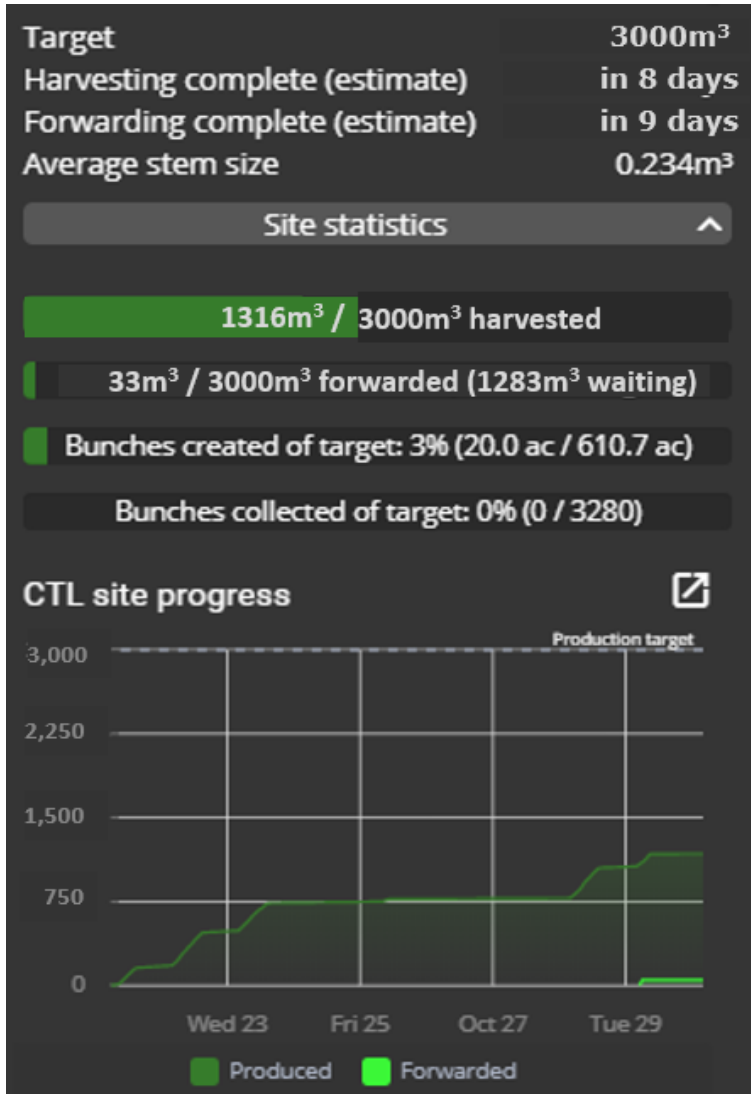 Target 3000m³
Harvesting complete (estimate) in 8 days
Forwarding complete (estimate) in 9 days
Average stem size 0.234m³
Site statistics
1316m³ / 3000m³ harvested
33m³ / 3000m³ forwarded (1283m³ waiting)
Bunches created of target: 3% (20.0 ac / 610.7 ac)
Bunches collected of target: 0% (0 / 3280)
CTL site progress
Production target
3,000
2,250
1,500
750
0
Wed 23 Fri 25 Oct 27 Tue 29
Produced Forwarded